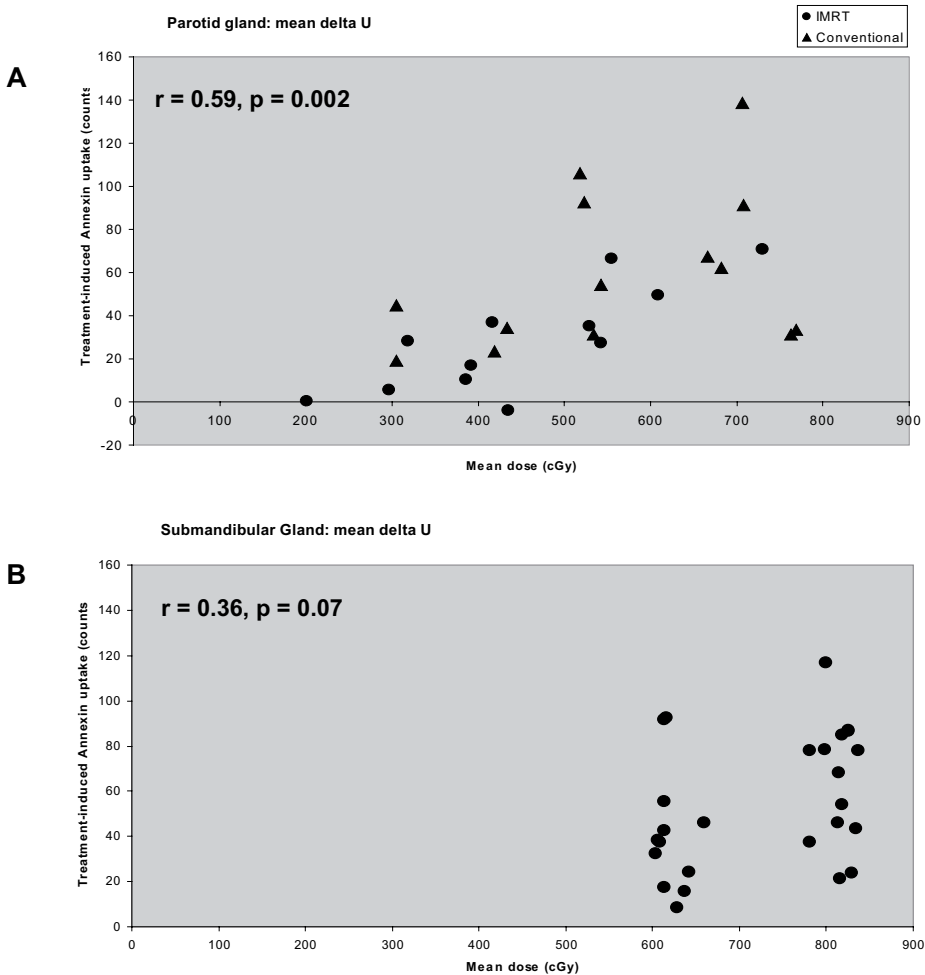 Parotid gland: mean delta U
IMRT
Conventional
A
r = 0.59, p = 0.002
Treatment-induced Annexin uptake (counts
160
140
120
100
80
60
40
20
0
-20
0 100 200 300 400 500 600 700 800 900
Mean dose (cGy)
Submandibular Gland: mean delta U
B
r = 0.36, p = 0.07
Treatment-induced Annexin uptake (counts
160
140
120
100
80
60
40
20
0
0 100 200 300 400 500 600 700 800 900
Mean dose (cGy)